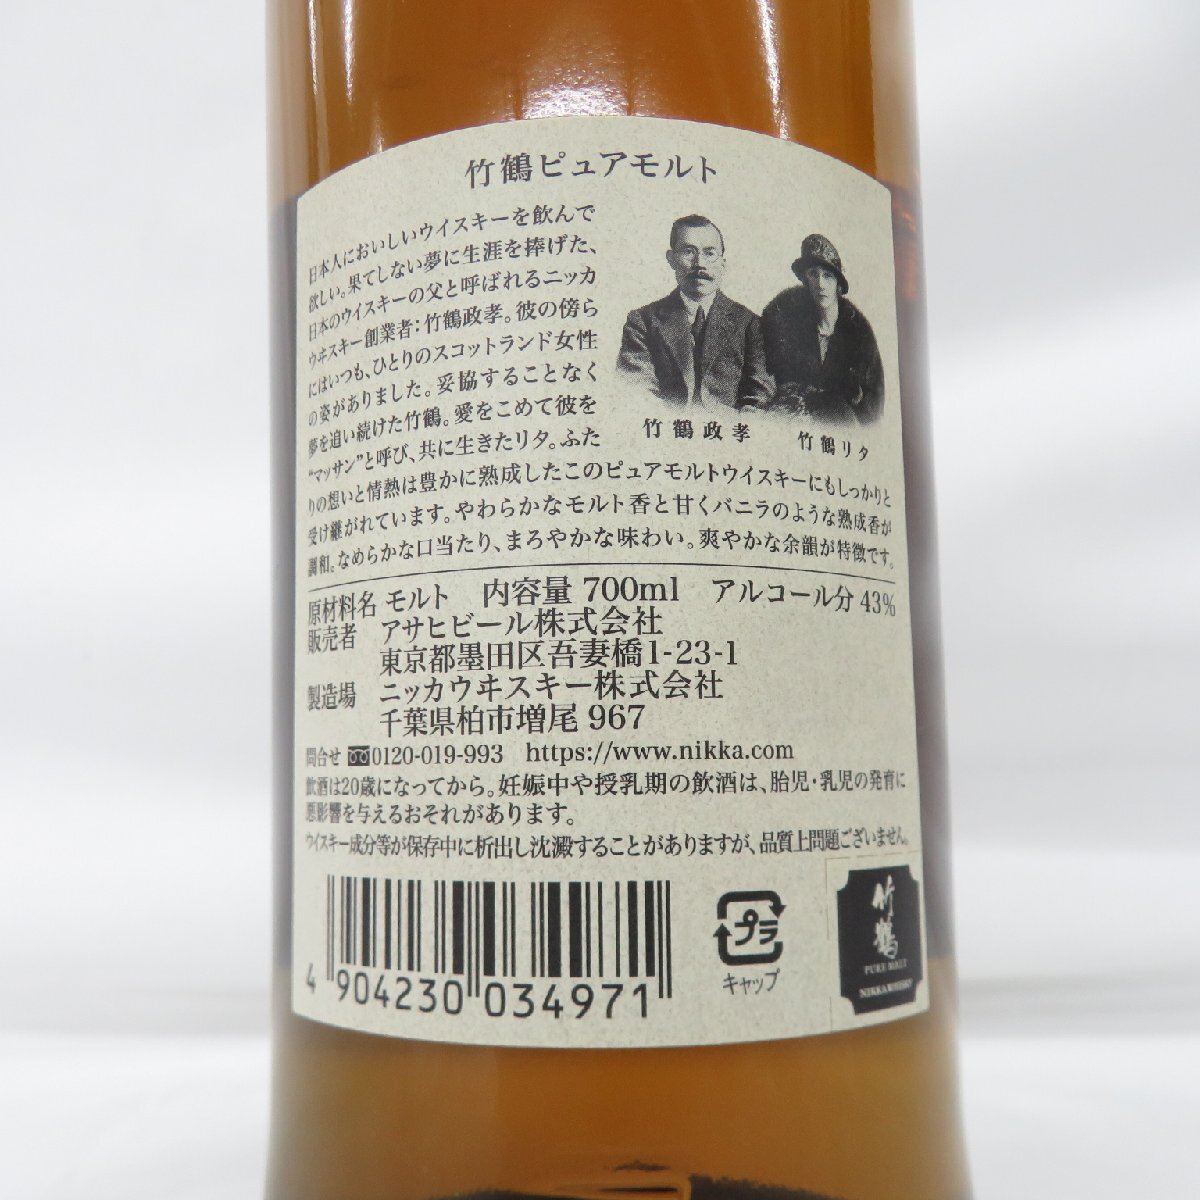 竹鶴ピュアモルト
日本人においしいウイスキーを飲んで
欲しい。果てしない夢に生涯を捧げた、
日本のウイスキーの父と呼ばれるニッカ
ウヰスキー創業者:竹鶴政孝。彼の傍ら
にはいつも、ひとりのスコットランド女性
の姿がありました。妥協することなく
夢を追い続けた竹鶴。愛をこめて彼を
“マッサン”と呼び、共に生きたリタ。ふた
りの想いと情熱は豊かに熟成したこのピュアモルトウイスキーにもしっかりと
受け継がれています。やわらかなモルト香と甘くバニラのような熟成香が
調和。なめらかな口当たり、まろやかな味わい。爽やかな余韻が特徴です。
竹鶴政孝
竹鶴リタ
原材料名 モルト 内容量 700ml アルコール分 43%
販売者 アサヒビール株式会社
東京都墨田区吾妻橋1-23-1
製造場 ニッカウヰスキー株式会社
千葉県柏市増尾 967
問合せ 0120-019-993 https://www.nikka.com
飲酒は20歳になってから。妊娠中や授乳期の飲酒は、胎児・乳児の発育に
悪影響を与えるおそれがあります。
ウイスキー成分等が保存中に析出し沈澱することがありますが、品質上問題ございません。
4 904230 034971
プラ
キャップ
竹鶴
PURE MALT
NIKKA WHISKY